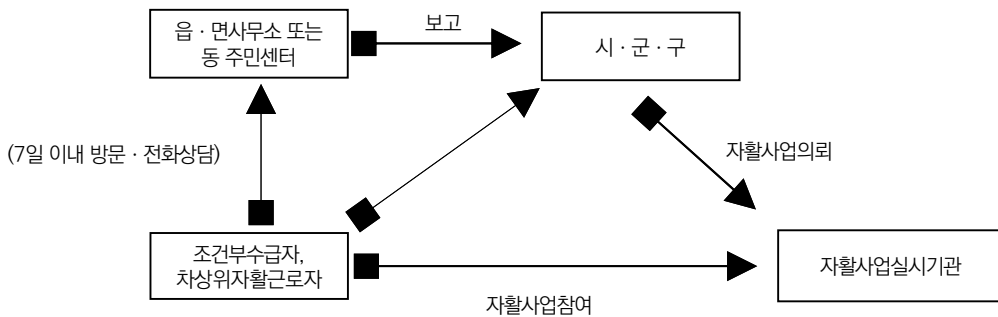 읍 · 면사무소 또는
동 주민센터
보고
시 · 군 · 구
(7일 이내 방문 · 전화상담)
자활사업의뢰
조건부수급자,
차상위자활근로자
자활사업실시기관
자활사업참여